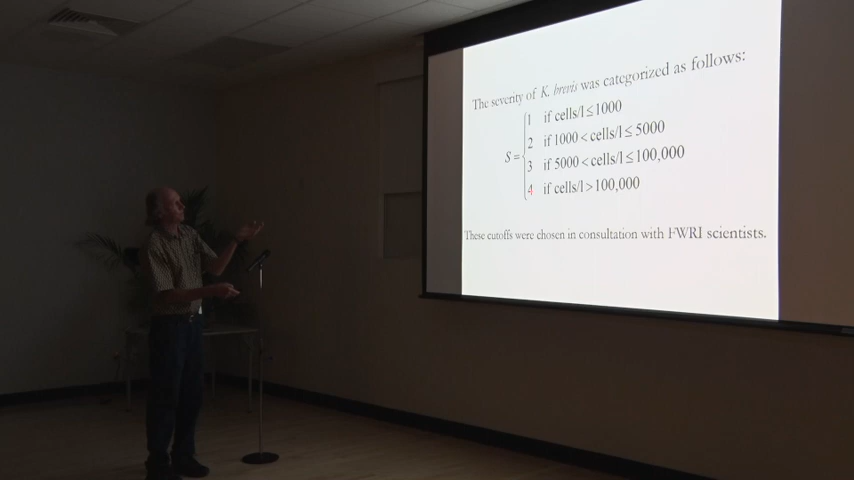 The severity of K. brevis was categorized as follows:
S = 1 if cells/l ≤ 1000
2 if 1000 < cells/l ≤ 5000
3 if 5000 < cells/l ≤ 100,000
4 if cells/l > 100,000
These cutoffs were chosen in consultation with FWRI scientists.